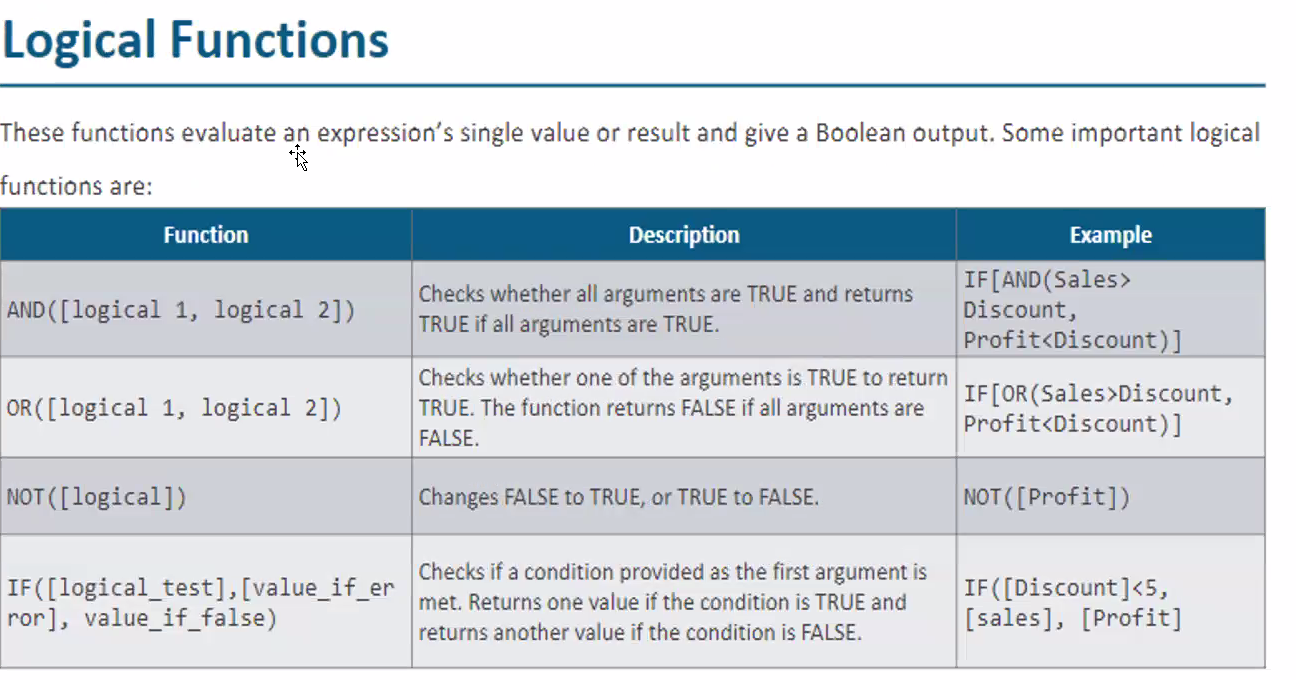 Logical Functions
These functions evaluate an expression’s single value or result and give a Boolean output. Some important logical
functions are:
Function
Description
Example
AND([logical 1, logical 2])
Checks whether all arguments are TRUE and returns
TRUE if all arguments are TRUE.
IF[AND(Sales>
Discount,
Profit<Discount)]
OR([logical 1, logical 2])
Checks whether one of the arguments is TRUE to return
TRUE. The function returns FALSE if all arguments are
FALSE.
IF[OR(Sales>Discount,
Profit<Discount)]
NOT([logical])
Changes FALSE to TRUE, or TRUE to FALSE.
NOT([Profit])
IF([logical_test],[value_if_er
ror], value_if_false)
Checks if a condition provided as the first argument is
met. Returns one value if the condition is TRUE and
returns another value if the condition is FALSE.
IF([Discount]<5,
[sales], [Profit]